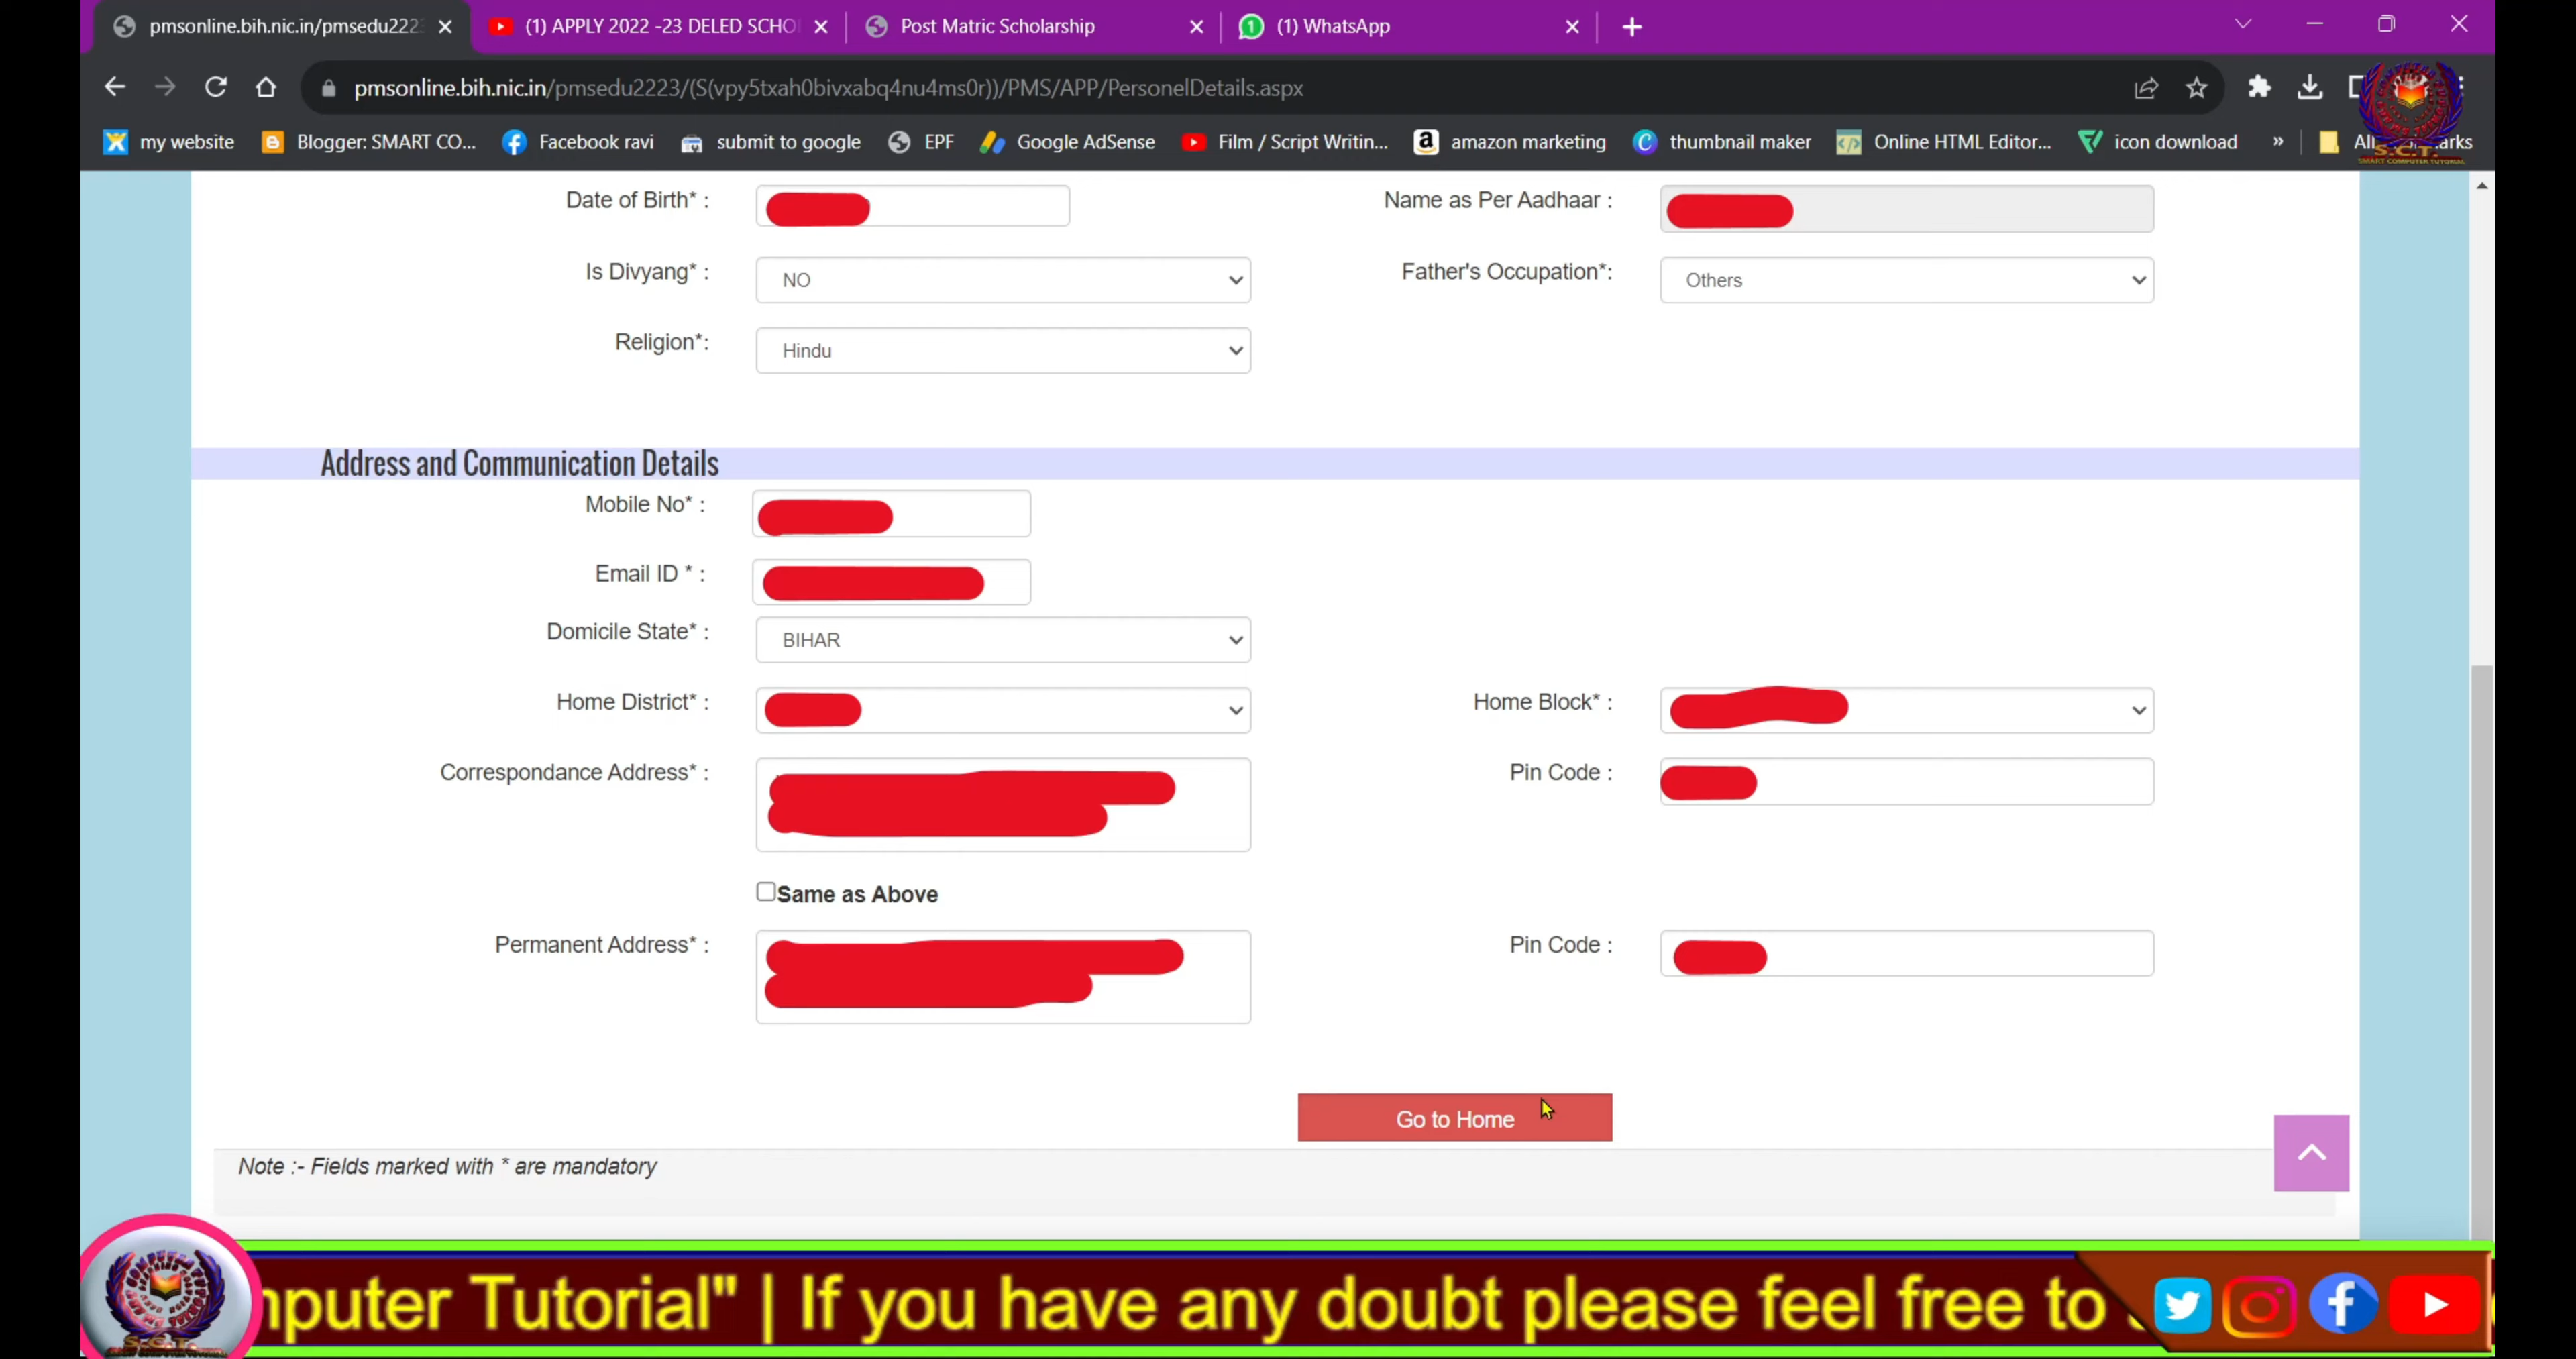 pmsonline.bih.nic.in/pmsedu222
(1) APPLY 2022 -23 DELED SCHO
Post Matric Scholarship
(1) WhatsApp
pmsonline.bih.nic.in/pmsedu2223/(S(vpy5txah0bivxabq4nu4ms0r))/PMS/APP/PersonelDetails.aspx
my website
Blogger: SMART CO...
Facebook ravi
submit to google
EPF
Google AdSense
Film / Script Writin...
amazon marketing
thumbnail maker
Online HTML Editor...
icon download
»
S.C.T.
SMART COMPUTER TUTORIAL
Date of Birth* :
Name as Per Aadhaar :
Is Divyang* : NO
Father's Occupation*: Others
Religion*: Hindu
Address and Communication Details
Mobile No* :
Email ID * :
Domicile State* : BIHAR
Home District* :
Home Block* :
Correspondance Address* :
Pin Code :
Same as Above
Permanent Address* :
Pin Code :
Go to Home
Note :- Fields marked with * are mandatory
S.C.T.
mputer Tutorial" | If you have any doubt please feel free to